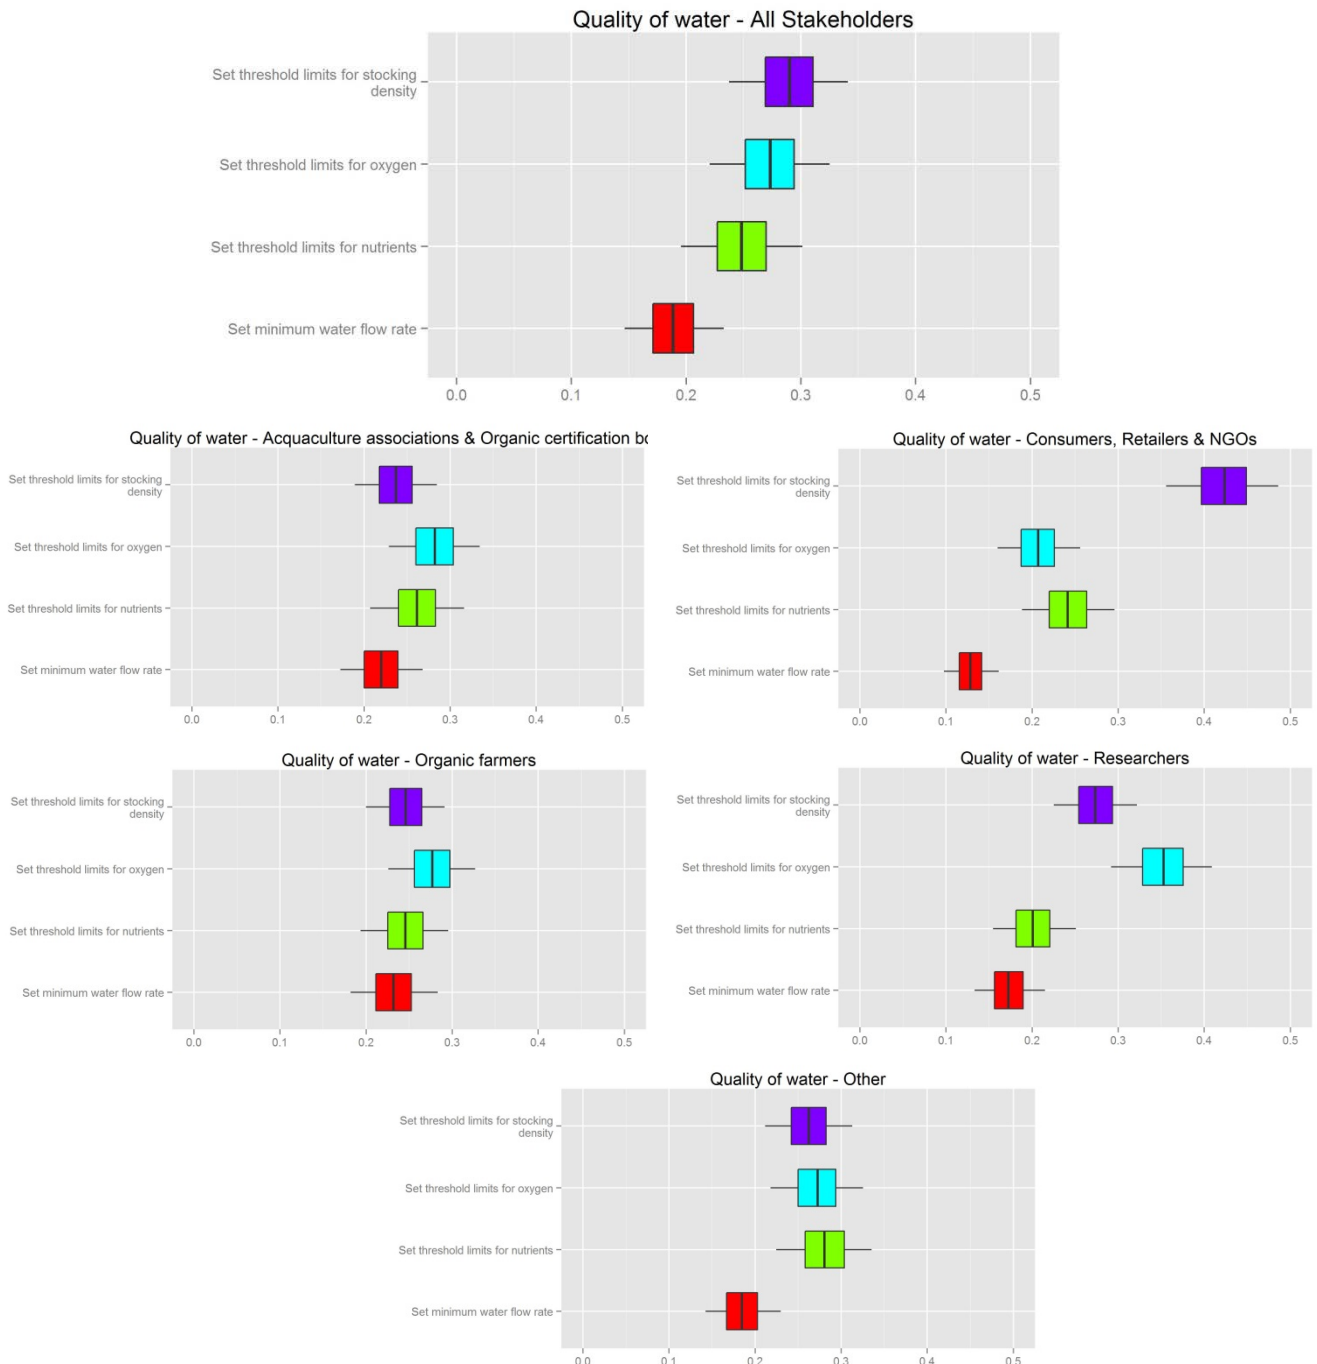 Quality of water - All Stakeholders
Set threshold limits for stocking
density
Set threshold limits for oxygen
Set threshold limits for nutrients
Set minimum water flow rate
0.0 0.1 0.2 0.3 0.4 0.5
Quality of water - Acquaculture associations & Organic certification bo
Set threshold limits for stocking
density
Set threshold limits for oxygen
Set threshold limits for nutrients
Set minimum water flow rate
0.0 0.1 0.2 0.3 0.4 0.5
Quality of water - Consumers, Retailers & NGOs
Set threshold limits for stocking
density
Set threshold limits for oxygen
Set threshold limits for nutrients
Set minimum water flow rate
0.0 0.1 0.2 0.3 0.4 0.5
Quality of water - Organic farmers
Set threshold limits for stocking
density
Set threshold limits for oxygen
Set threshold limits for nutrients
Set minimum water flow rate
0.0 0.1 0.2 0.3 0.4 0.5
Quality of water - Researchers
Set threshold limits for stocking
density
Set threshold limits for oxygen
Set threshold limits for nutrients
Set minimum water flow rate
0.0 0.1 0.2 0.3 0.4 0.5
Quality of water - Other
Set threshold limits for stocking
density
Set threshold limits for oxygen
Set threshold limits for nutrients
Set minimum water flow rate
0.0 0.1 0.2 0.3 0.4 0.5